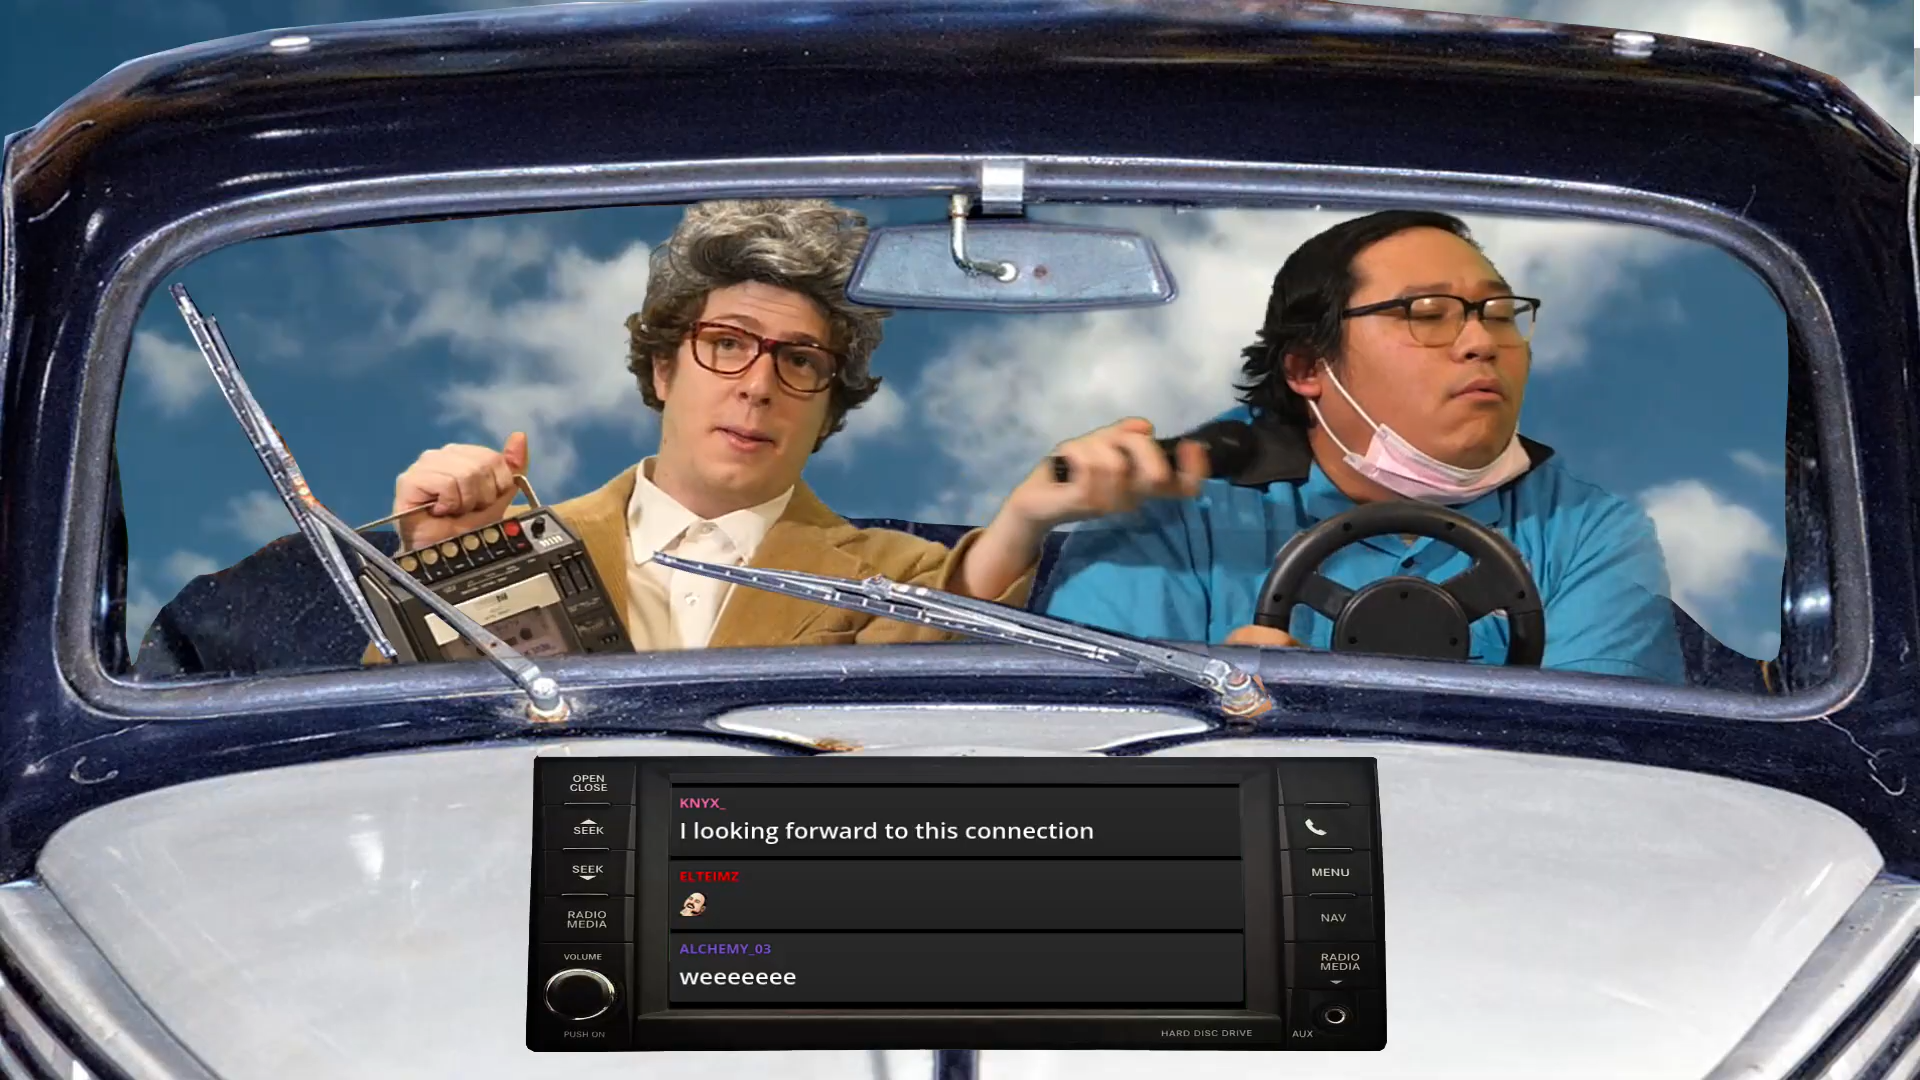 OPEN
CLOSE
SEEK
SEEK
RADIO
MEDIA
VOLUME
PUSH ON
KNYX_
I looking forward to this connection
ELTEIMZ
ALCHEMY_03
weeeeeee
HARD DISC DRIVE
MENU
NAV
RADIO
MEDIA
AUX